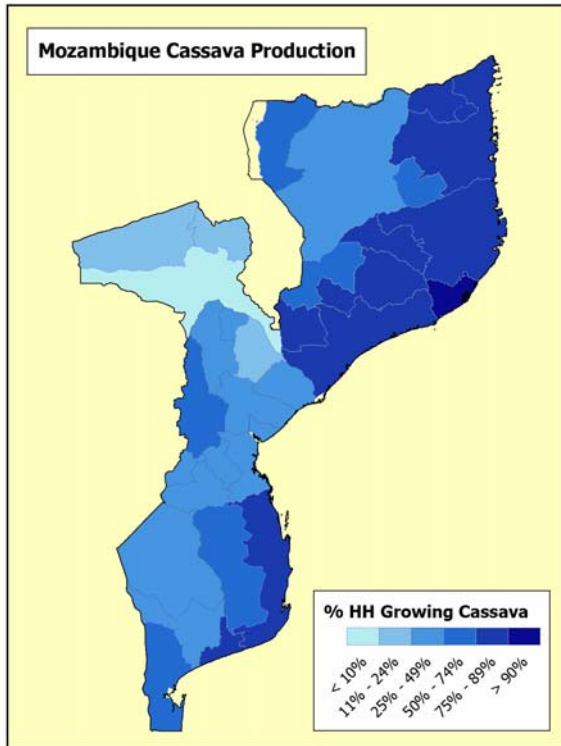 Mozambique Cassava Production
% HH Growing Cassava
< 10%
11% - 24%
25% - 49%
50% - 74%
75% - 89%
> 90%